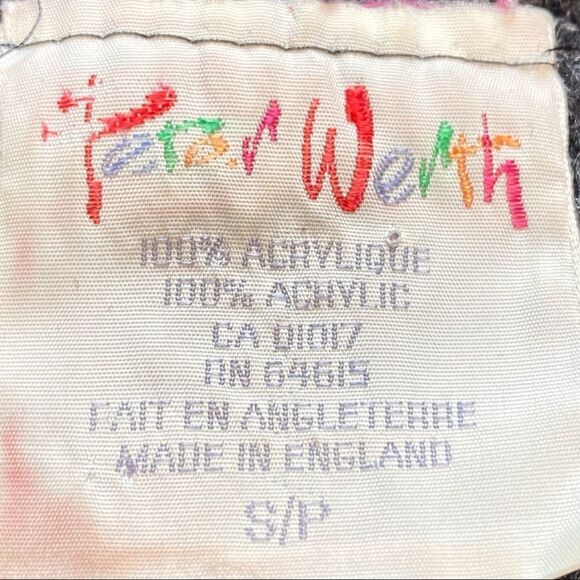 Peter Werth
100% ACRYLIQUE
100% ACRYLIC
CA 01017
RN 64615
FAIT EN ANGLETERRE
MADE IN ENGLAND
S/P